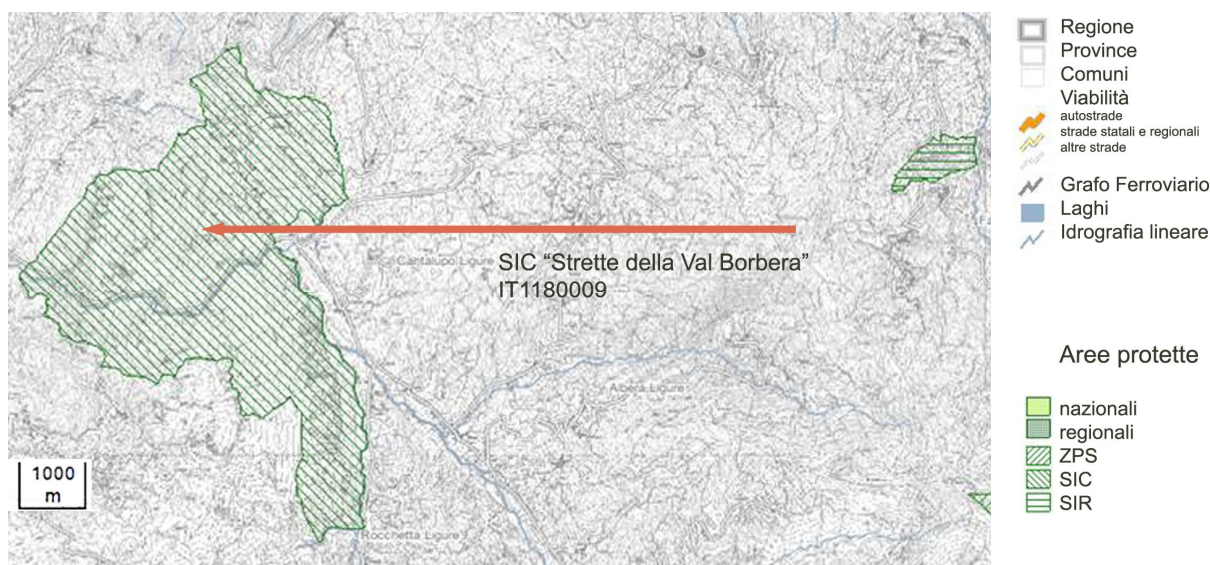 Cantalupo Ligure
SIC “Strette della Val Borbera”
IT1180009
Albera Ligure
Rocchetta Ligure
1000
m
Regione
Province
Comuni
Viabilità
autostrade
strade statali e regionali
altre strade
Grafo Ferroviario
Laghi
Idrografia lineare
Aree protette
nazionali
regionali
ZPS
SIC
SIR